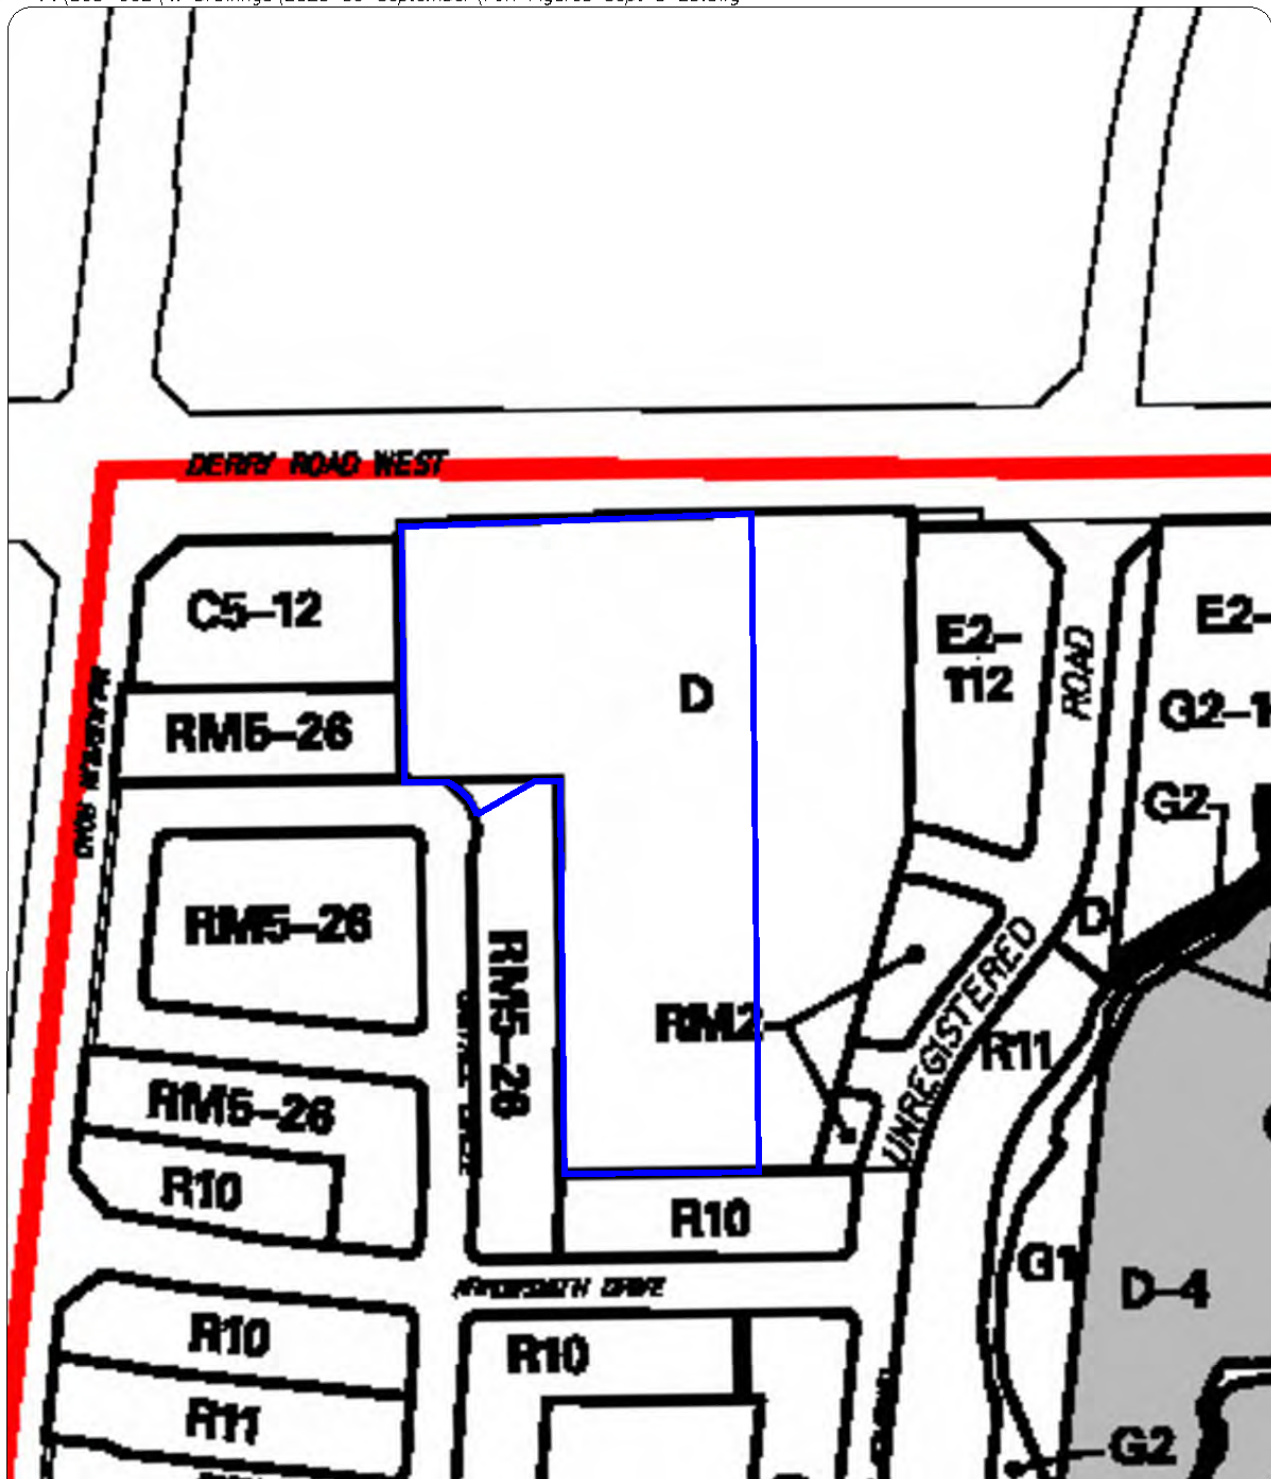 DERRY ROAD WEST
C5-12
RM5-26
D
E2-
112
ROAD
E2-
G2-1
G2
RM5-26
RM5-26
D
RM2
UNREGISTERED
R11
RM5-26
R10
R10
G1
D-4
R10
R10
R11
G2